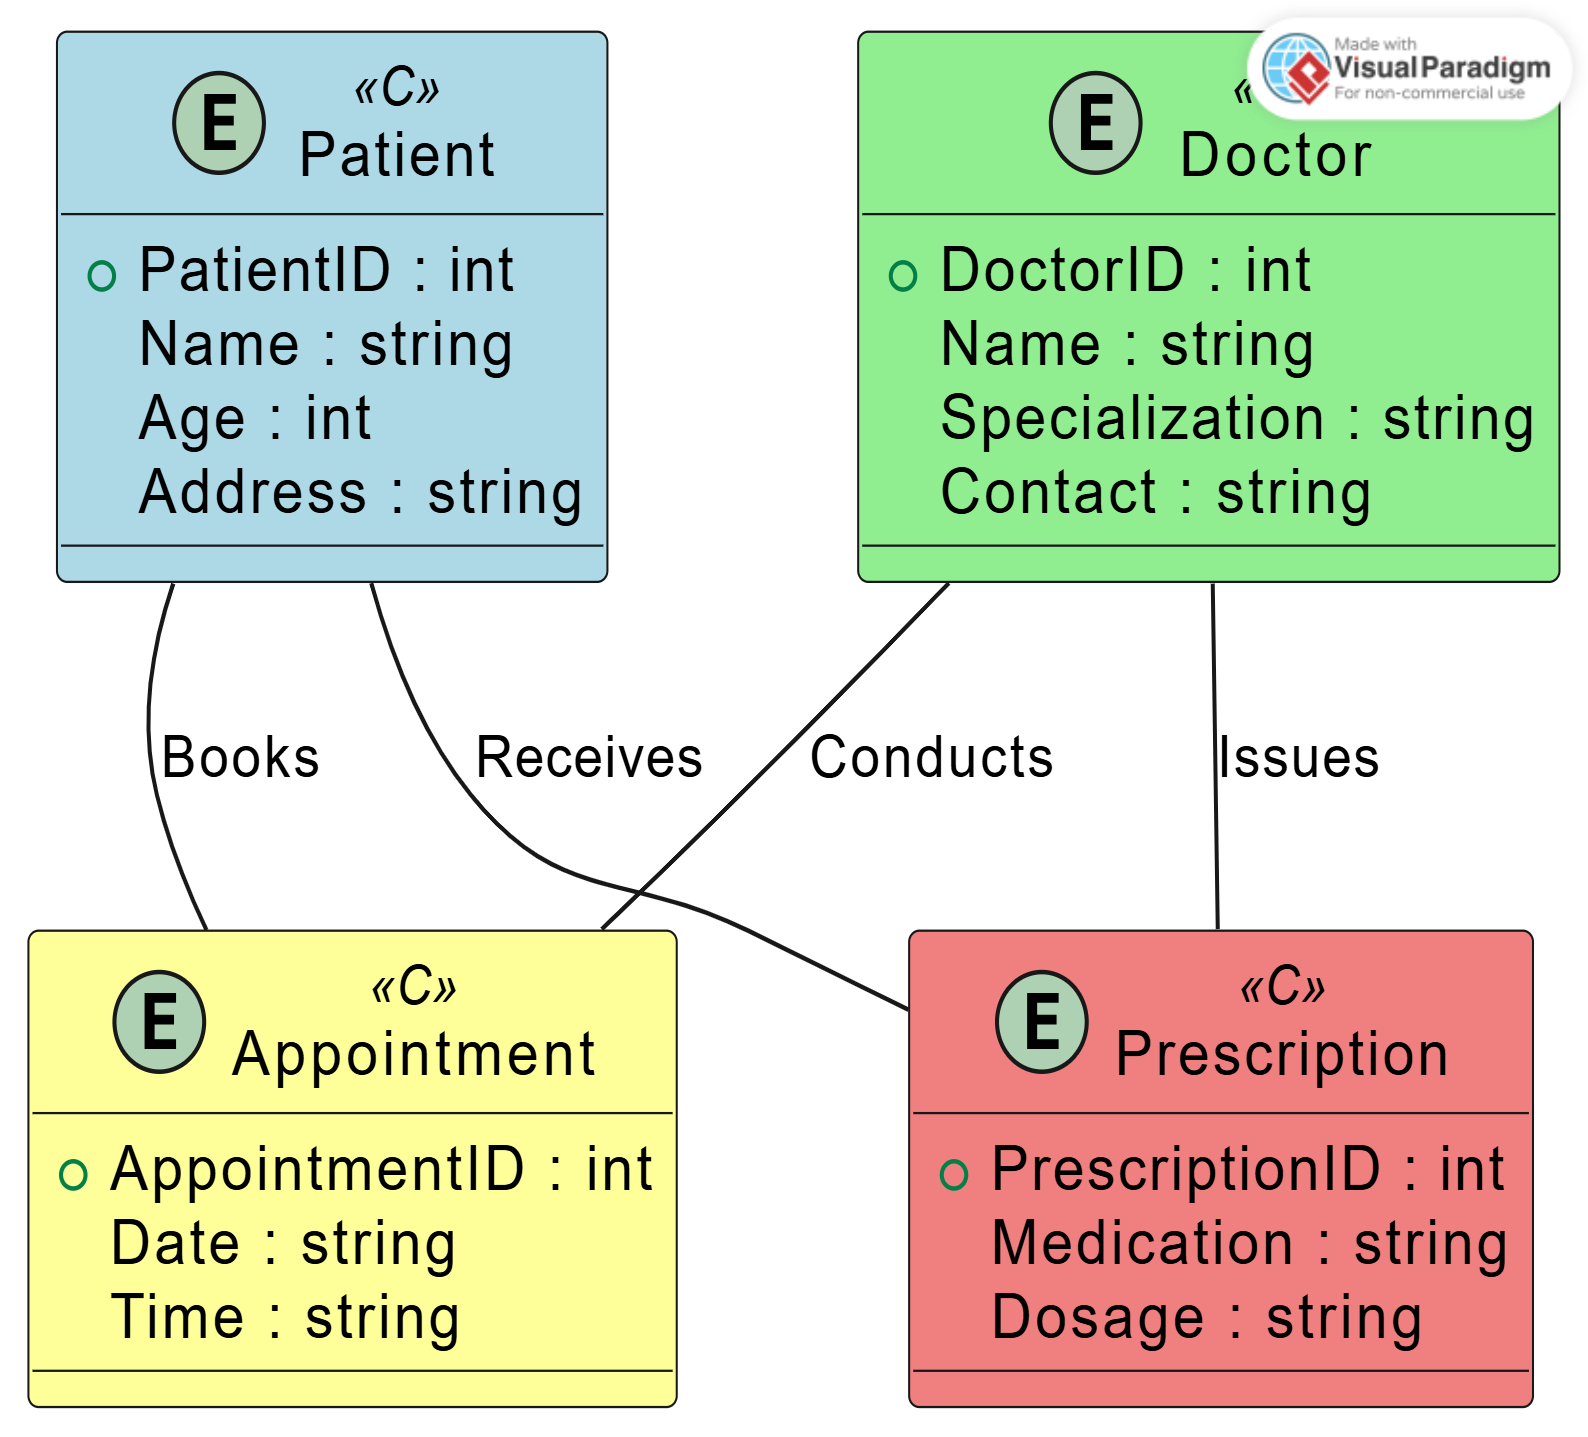 «C»
E
Patient
PatientID : int
Name : string
Age : int
Address : string
«
E
Doctor
DoctorID : int
Name : string
Specialization : string
Contact : string
Made with
Visual Paradigm
For non-commercial use
Books
Receives
Conducts
Issues
«C»
E
Appointment
AppointmentID : int
Date : string
Time : string
«C»
E
Prescription
PrescriptionID : int
Medication : string
Dosage : string